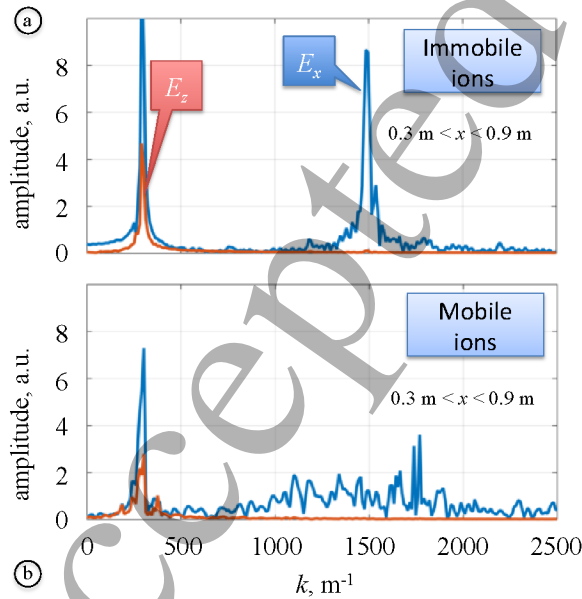 a
8
6
4
2
0
amplitude, a.u.
E_z
E_x
Immobile
ions
0.3 m < x < 0.9 m
8
6
4
2
0
amplitude, a.u.
Mobile
ions
0.3 m < x < 0.9 m
0 500 1000 1500 2000 2500
k, m⁻¹
b
ccepted